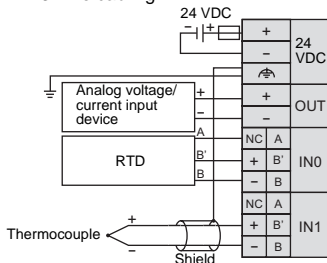 24 VDC
− +
+
24
VDC
−
Analog voltage/
current input
device
+
−
+
OUT
−
RTD
A
B'
B
NC A
+ B'
− B
IN0
NC A
+ B'
− B
IN1
Thermocouple
+
−
Shield